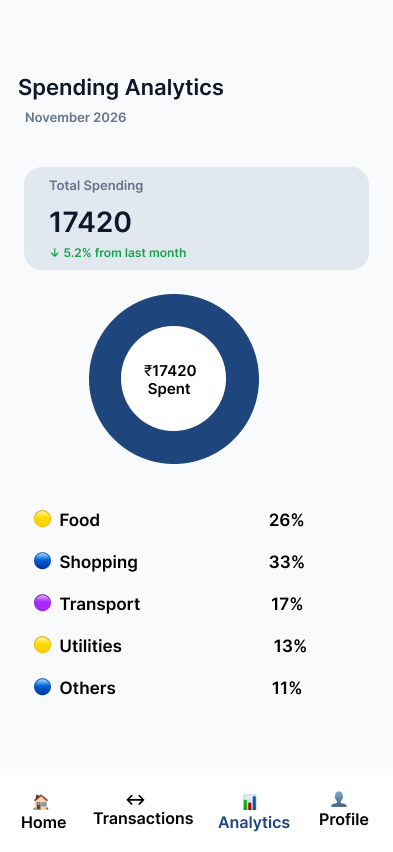 Spending Analytics
November 2026
Total Spending
17420
↓ 5.2% from last month
₹17420
Spent
Food 26%
Shopping 33%
Transport 17%
Utilities 13%
Others 11%
Home Transactions Analytics Profile